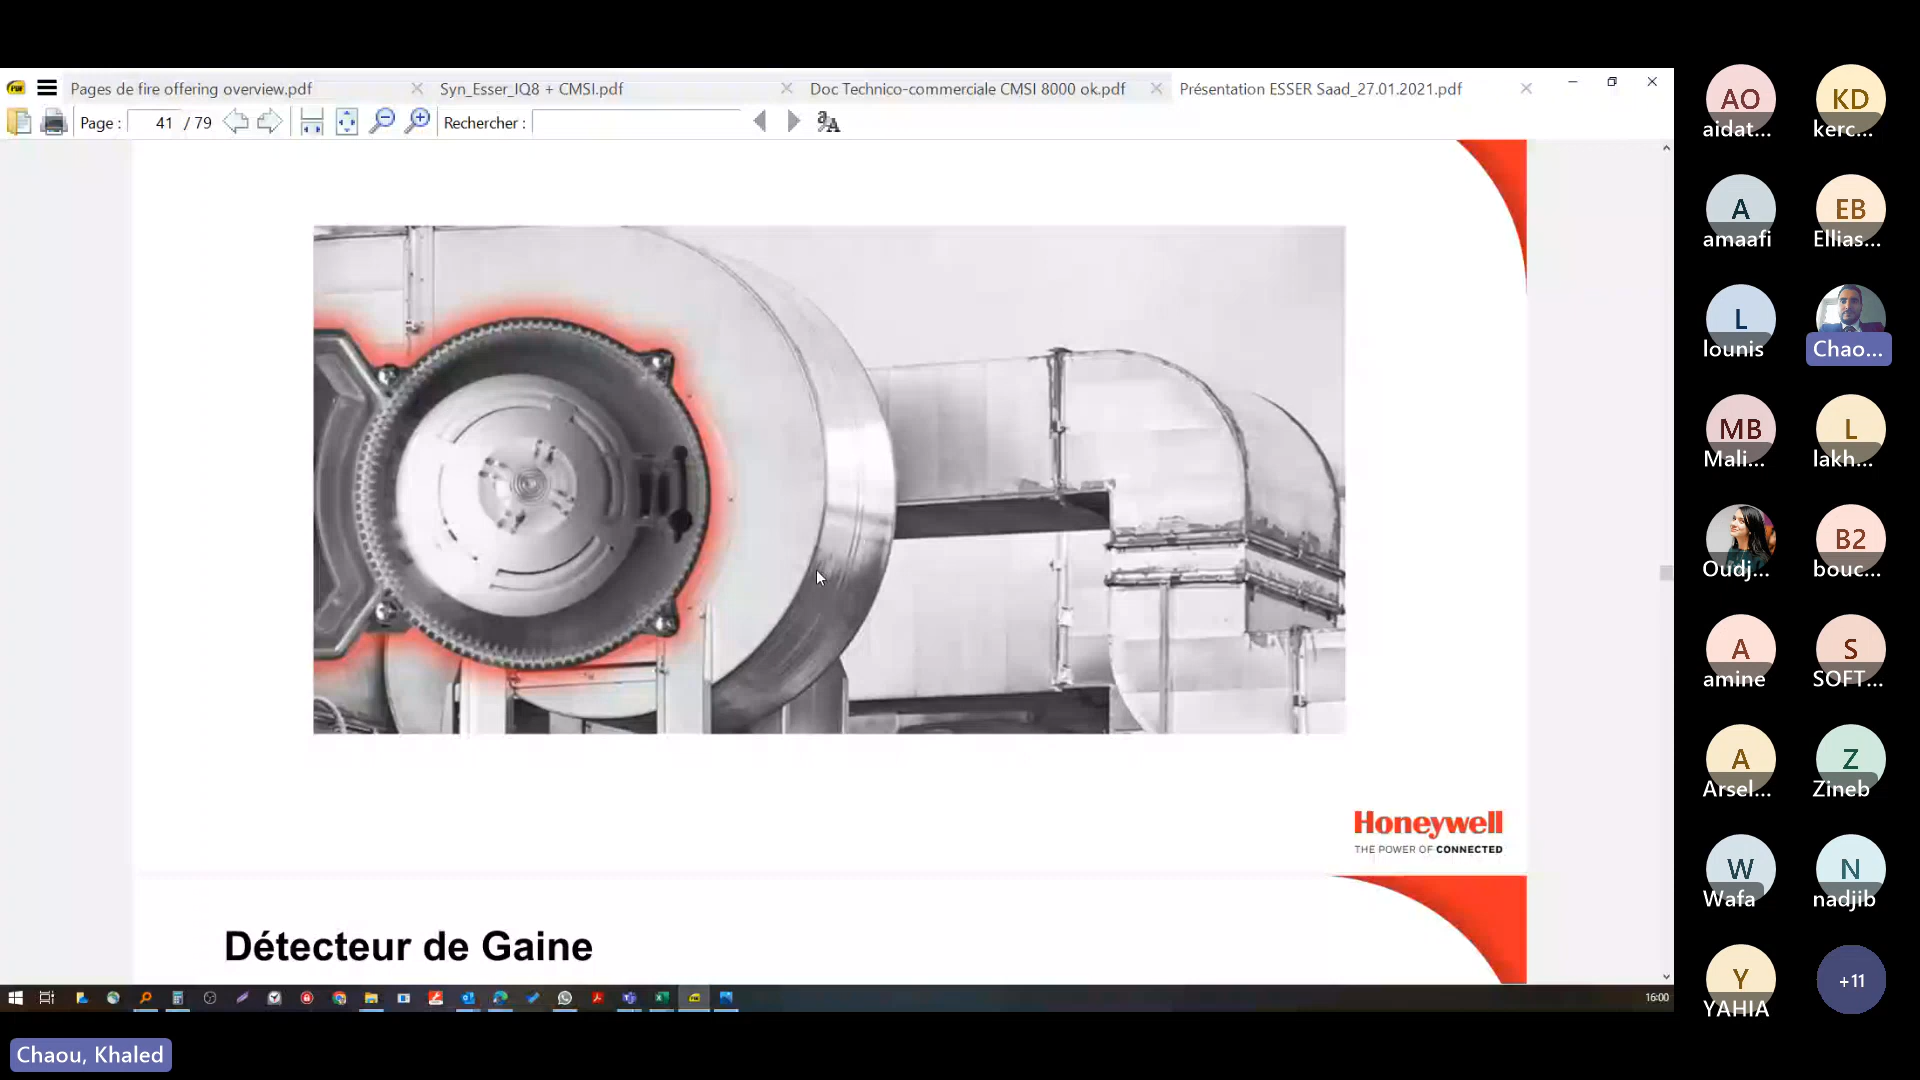 Pages de fire offering overview.pdf
Syn_Esser_IQ8 + CMSI.pdf
Doc Technico-commerciale CMSI 8000 ok.pdf
Présentation ESSER Saad_27.01.2021.pdf
Page : 41 / 79
Rechercher :
Honeywell
THE POWER OF CONNECTED
Détecteur de Gaine
16:00
Chaou, Khaled
AO
aidat...
KD
kerc...
A
amaafi
EB
Ellias...
L
lounis
Chao...
MB
Mali...
L
lakh...
Oudj...
B2
bouc...
A
amine
S
SOFT...
A
Arsel...
Z
Zineb
W
Wafa
N
nadjib
Y
YAHIA
+11